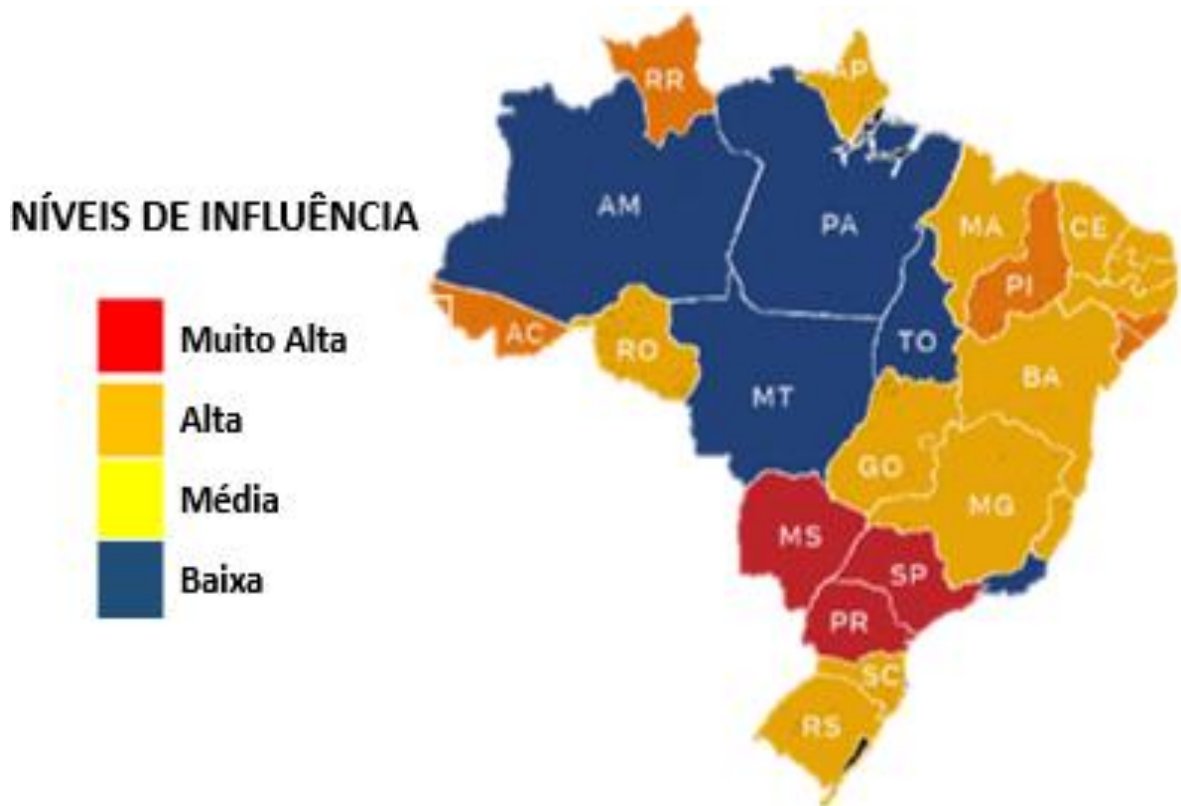 NÍVEIS DE INFLUÊNCIA
Muito Alta
Alta
Média
Baixa
RR
AP
AM
PA
MA
CE
PI
AC
RO
TO
MT
BA
GO
MG
MS
SP
PR
SC
RS